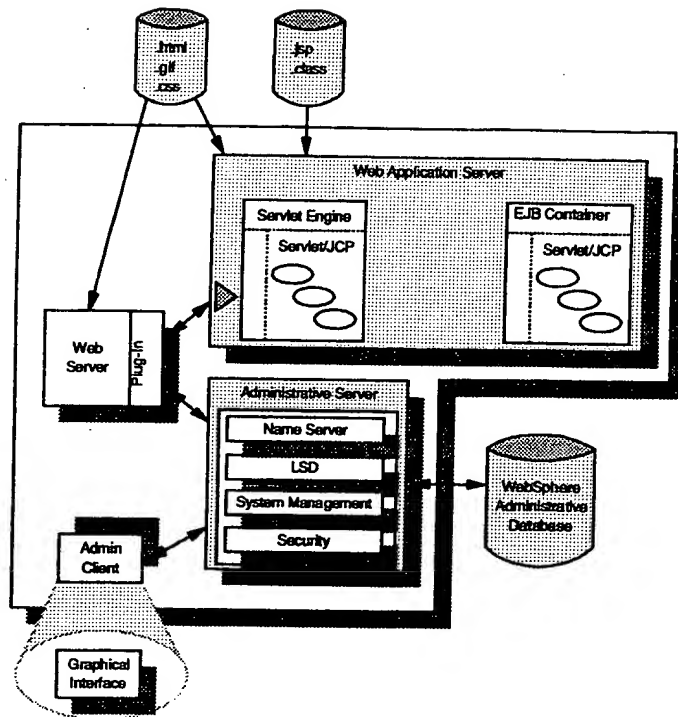 .html
.gif
.css
.jsp
.class
Web Application Server
Servlet Engine
Servlet/JCP
EJB Container
Servlet/JCP
Web
Server
Plug-In
Administrative Server
Name Server
LSD
System Management
Security
WebSphere
Administrative
Database
Admin
Client
Graphical
Interface